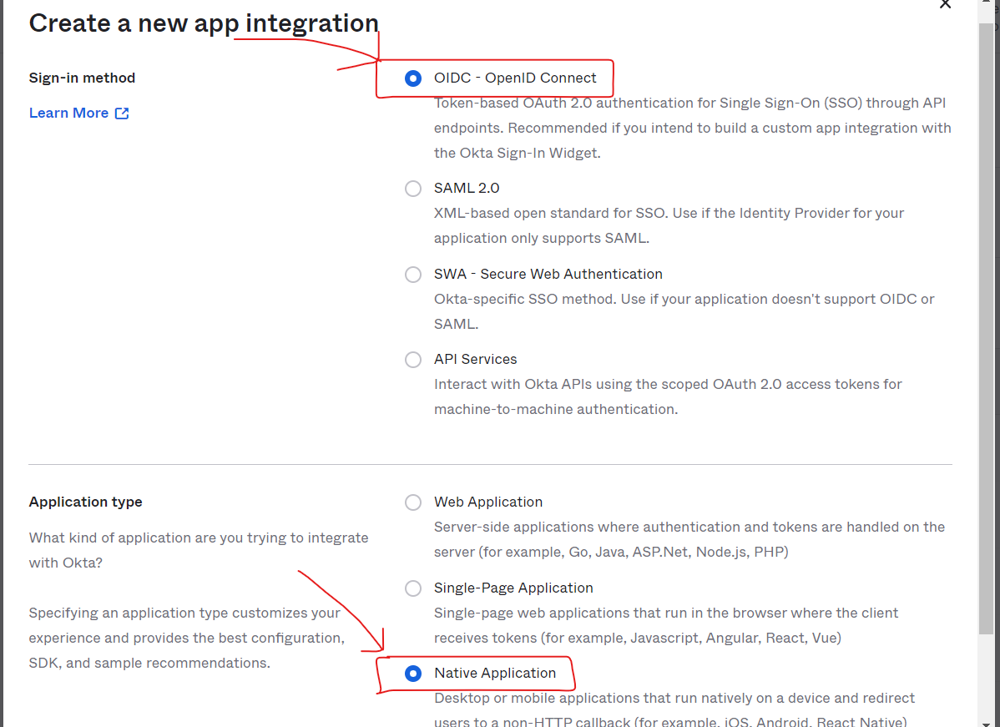 Create a new app integration
Sign-in method
Learn More
OIDC - OpenID Connect
Token-based OAuth 2.0 authentication for Single Sign-On (SSO) through API
endpoints. Recommended if you intend to build a custom app integration with
the Okta Sign-In Widget.
SAML 2.0
XML-based open standard for SSO. Use if the Identity Provider for your
application only supports SAML.
SWA - Secure Web Authentication
Okta-specific SSO method. Use if your application doesn't support OIDC or
SAML.
API Services
Interact with Okta APIs using the scoped OAuth 2.0 access tokens for
machine-to-machine authentication.
Application type
What kind of application are you trying to integrate
with Okta?
Specifying an application type customizes your
experience and provides the best configuration,
SDK, and sample recommendations.
Web Application
Server-side applications where authentication and tokens are handled on the
server (for example, Go, Java, ASP.Net, Node.js, PHP)
Single-Page Application
Single-page web applications that run in the browser where the client
receives tokens (for example, Javascript, Angular, React, Vue)
Native Application
Desktop or mobile applications that run natively on a device and redirect
users to a non-HTTP callback (for example, iOS, Android, React Native)